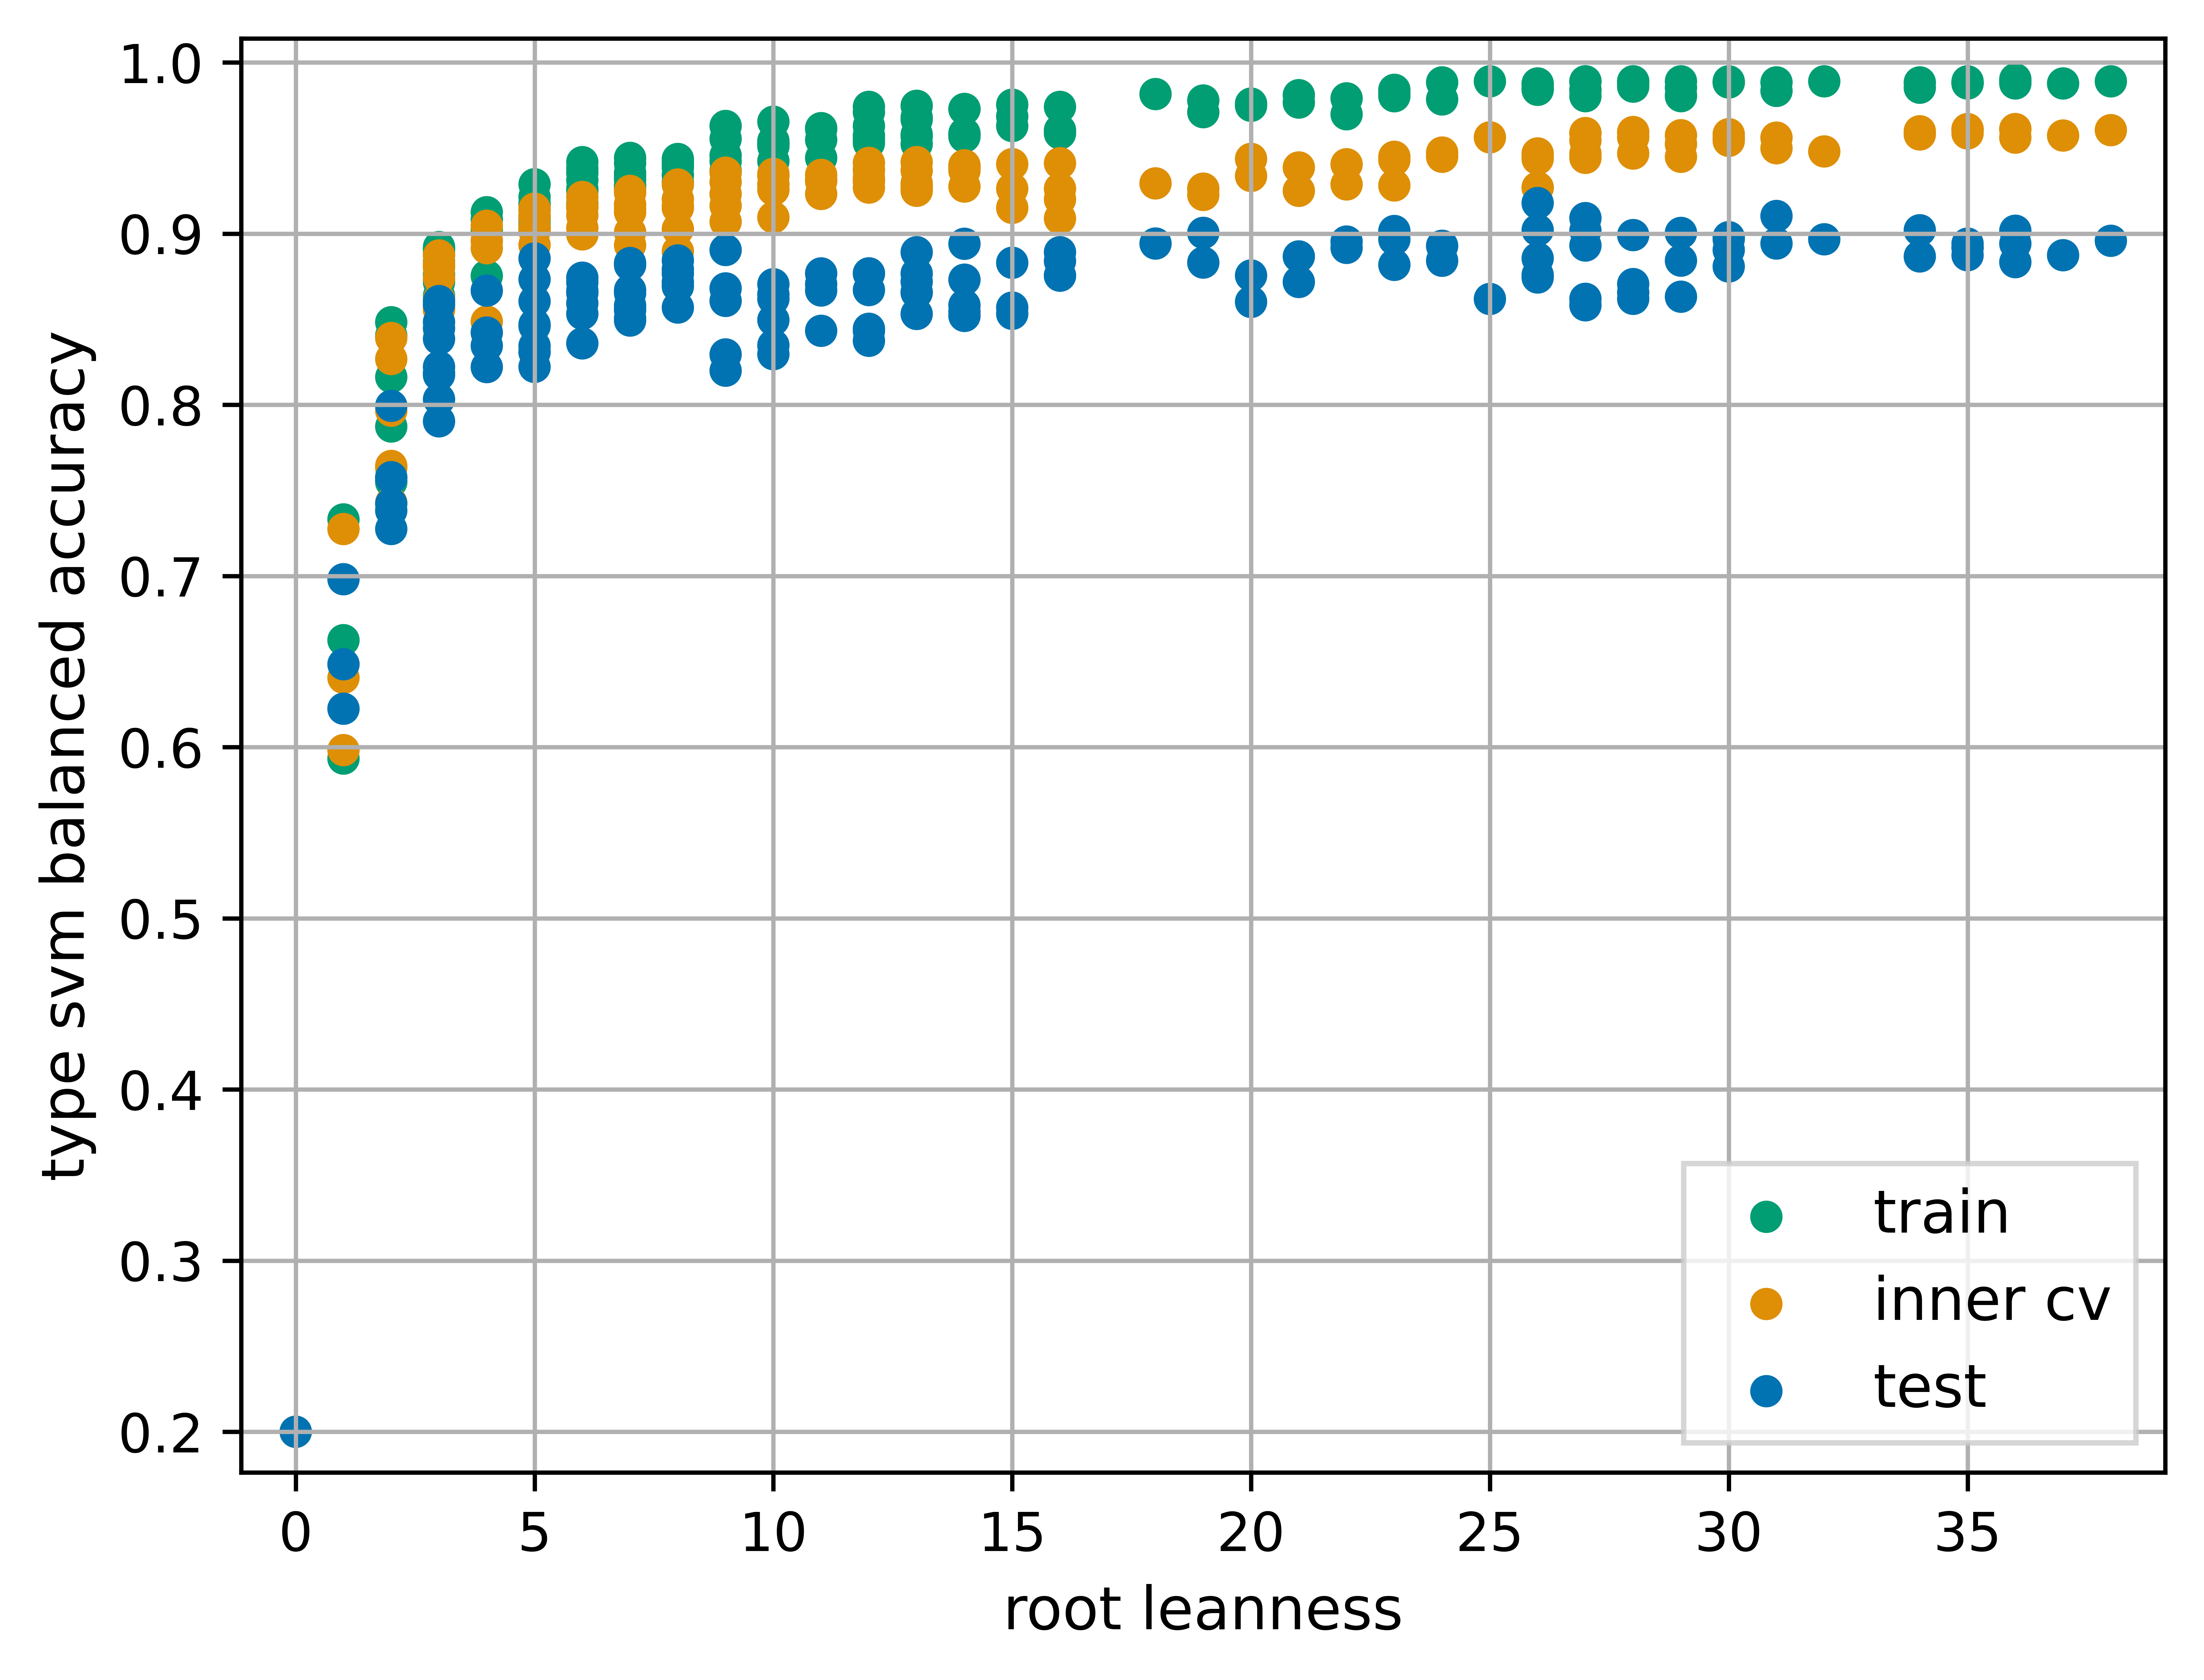 type svm balanced accuracy
1.0
0.9
0.8
0.7
0.6
0.5
0.4
0.3
0.2
train
inner cv
test
0 5 10 15 20 25 30 35
root leanness